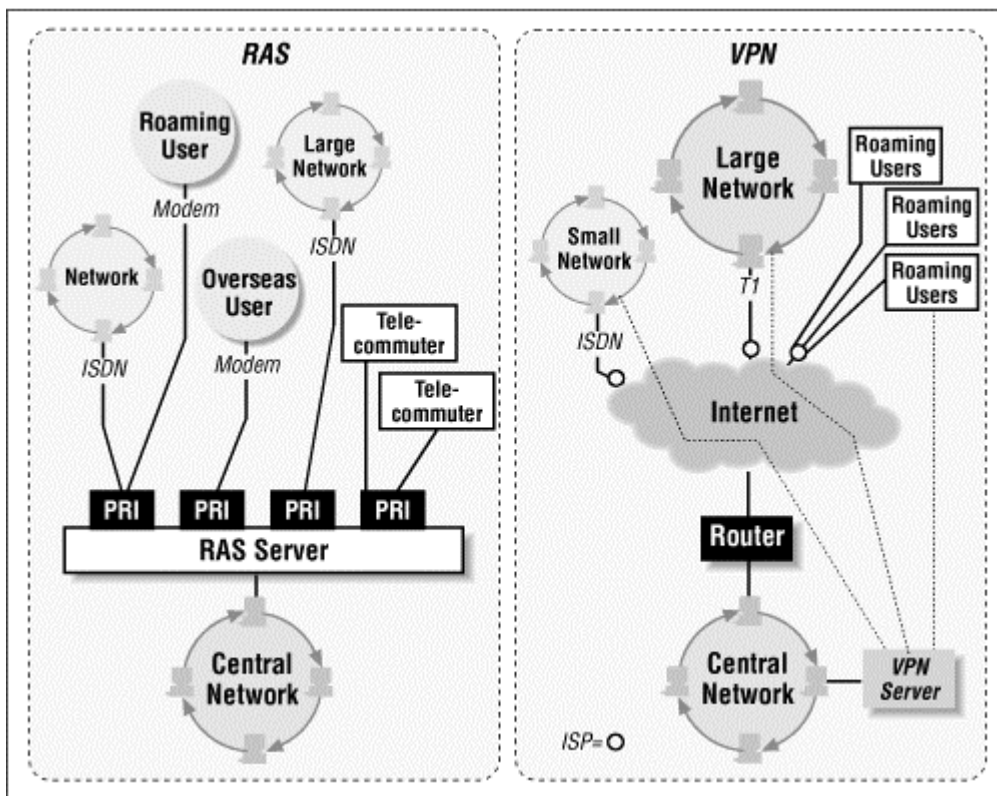 RAS
Roaming
User
Large
Network
Modem
ISDN
Network
Overseas
User
ISDN
Modem
Tele-
commuter
Tele-
commuter
PRI
PRI
PRI
PRI
RAS Server
Central
Network
VPN
Large
Network
Roaming
Users
Roaming
Users
Roaming
Users
Small
Network
T1
ISDN
Internet
Router
Central
Network
VPN
Server
ISP=